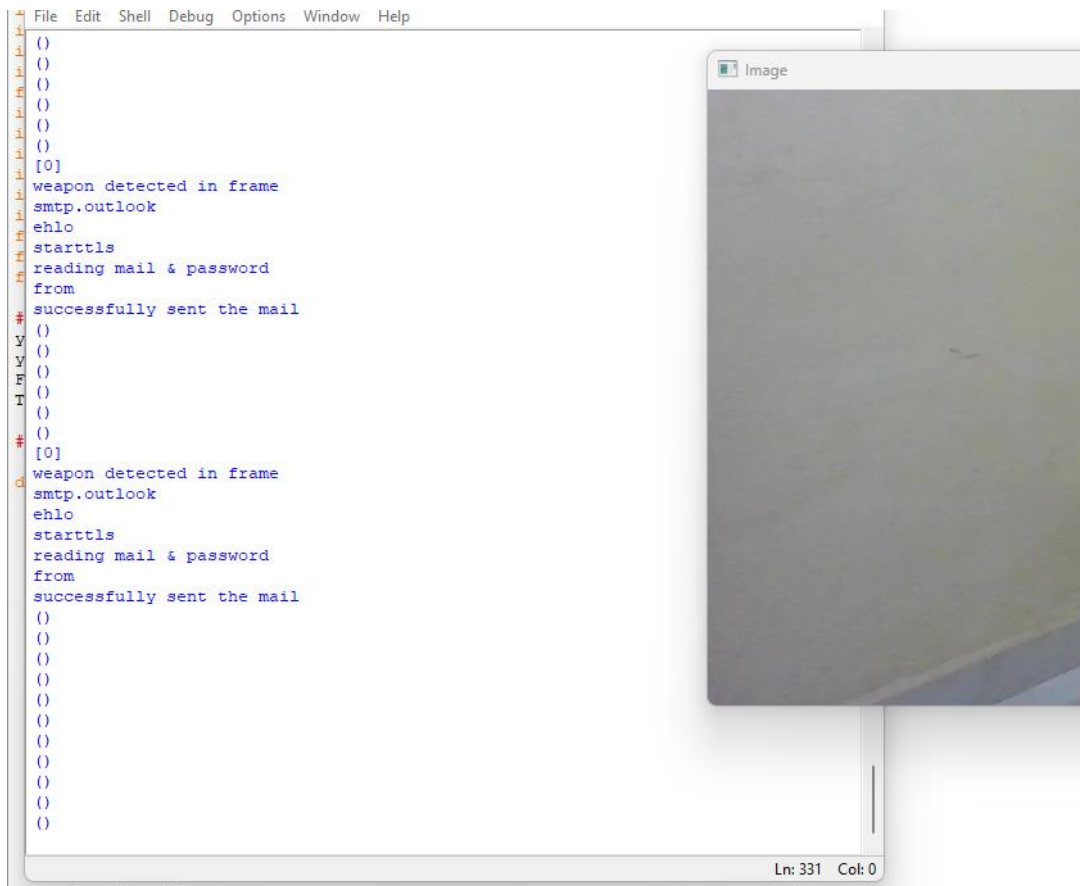 File Edit Shell Debug Options Window Help
()
()
()
()
()
()
[0]
weapon detected in frame
smtp.outlook
ehlo
starttls
reading mail & password
from
successfully sent the mail
()
()
()
()
()
()
[0]
weapon detected in frame
smtp.outlook
ehlo
starttls
reading mail & password
from
successfully sent the mail
()
()
()
()
()
()
()
()
()
()
()
Ln: 331 Col: 0
Image
i
i
i
f
i
i
i
i
i
i
f
f
f
#
y
y
F
T
#
d